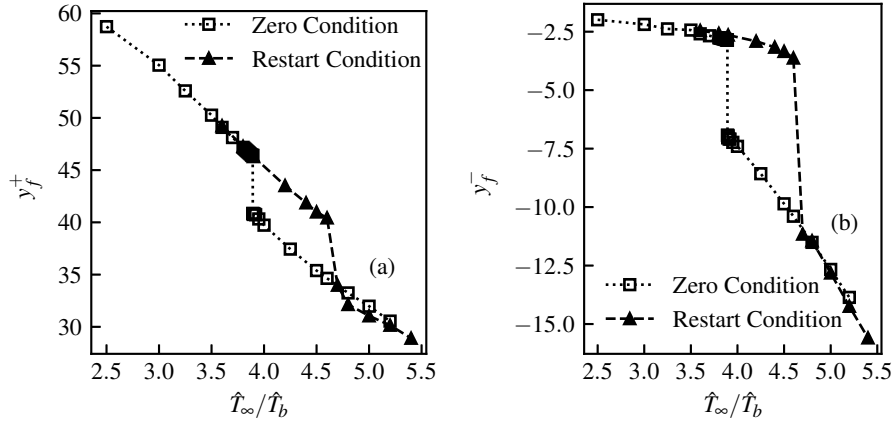 60
55
50
45
40
35
30
y_f^+
Zero Condition
Restart Condition
(a)
2.5 3.0 3.5 4.0 4.5 5.0 5.5
T̂∞/T̂b
−2.5
−5.0
−7.5
−10.0
−12.5
−15.0
y_f^−
(b)
Zero Condition
Restart Condition
2.5 3.0 3.5 4.0 4.5 5.0 5.5
T̂∞/T̂b